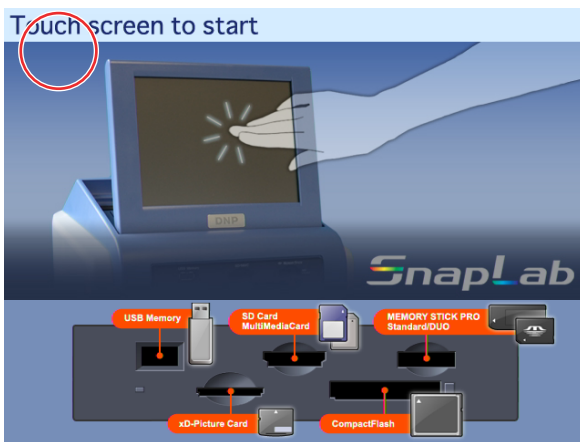 Touch screen to start
DNP
SnapLab
USB Memory
SD Card
MultiMediaCard
MEMORY STICK PRO
Standard/DUO
xD-Picture Card
CompactFlash